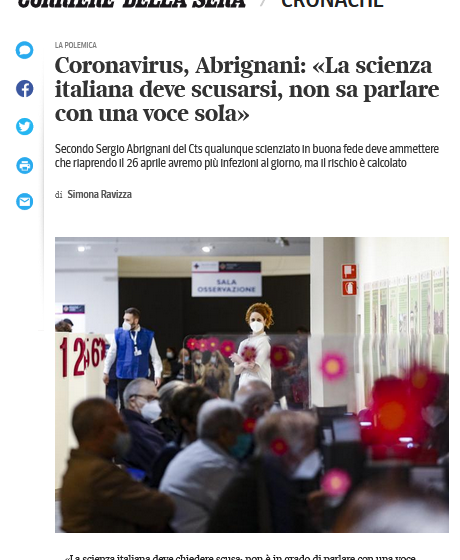 CORRIERE DELLA SERA / CRONACHE
LA POLEMICA
Coronavirus, Abrignani: «La scienza
italiana deve scusarsi, non sa parlare
con una voce sola»
Secondo Sergio Abrignani del Cts qualunque scienziato in buona fede deve ammettere
che riaprendo il 26 aprile avremo più infezioni al giorno, ma il rischio è calcolato
di Simona Ravizza
SALA
OSSERVAZIONE
«La scienza italiana deve chiedere scusa: non è in grado di parlare con una voce